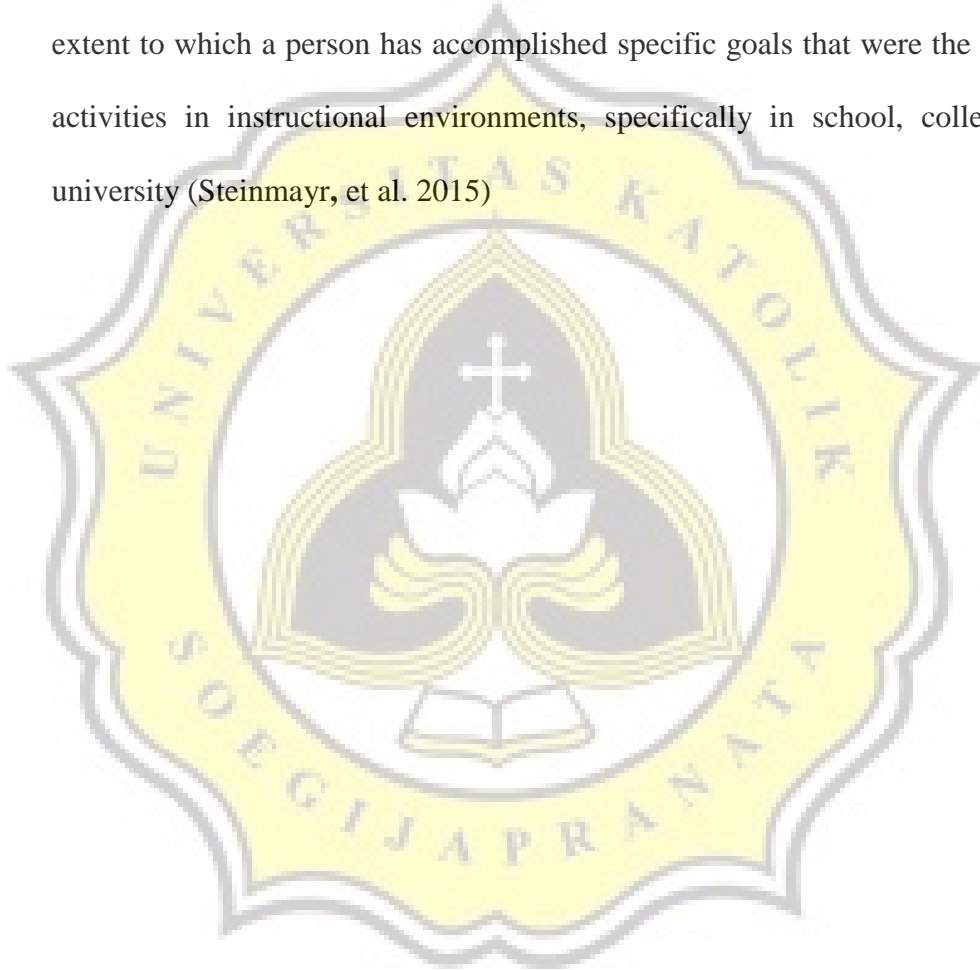 extent to which a person has accomplished specific goals that were the
activities in instructional environments, specifically in school, colle
university (Steinmayr, et al. 2015)
UNIVERSITAS KATOLIK
SOEGIJAPRANATA